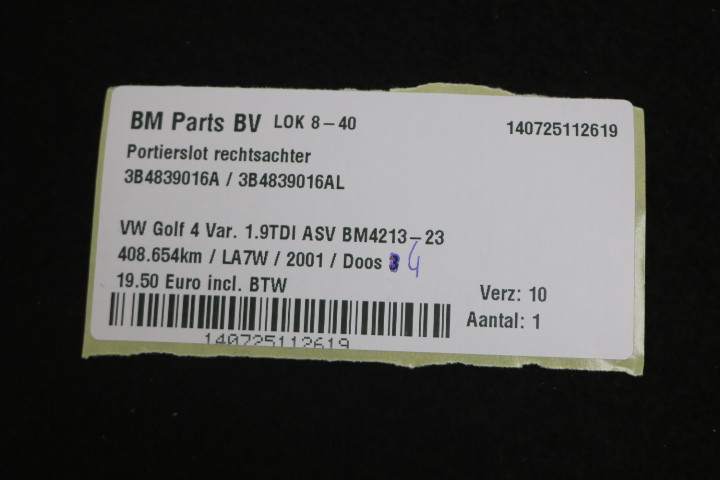 BM Parts BV LOK 8-40 140725112619
Portierslot rechtsachter
3B4839016A / 3B4839016AL
VW Golf 4 Var. 1.9TDI ASV BM4213-23
408.654km / LA7W / 2001 / Doos 3 4
19.50 Euro incl. BTW
Verz: 10
Aantal: 1
140725112619